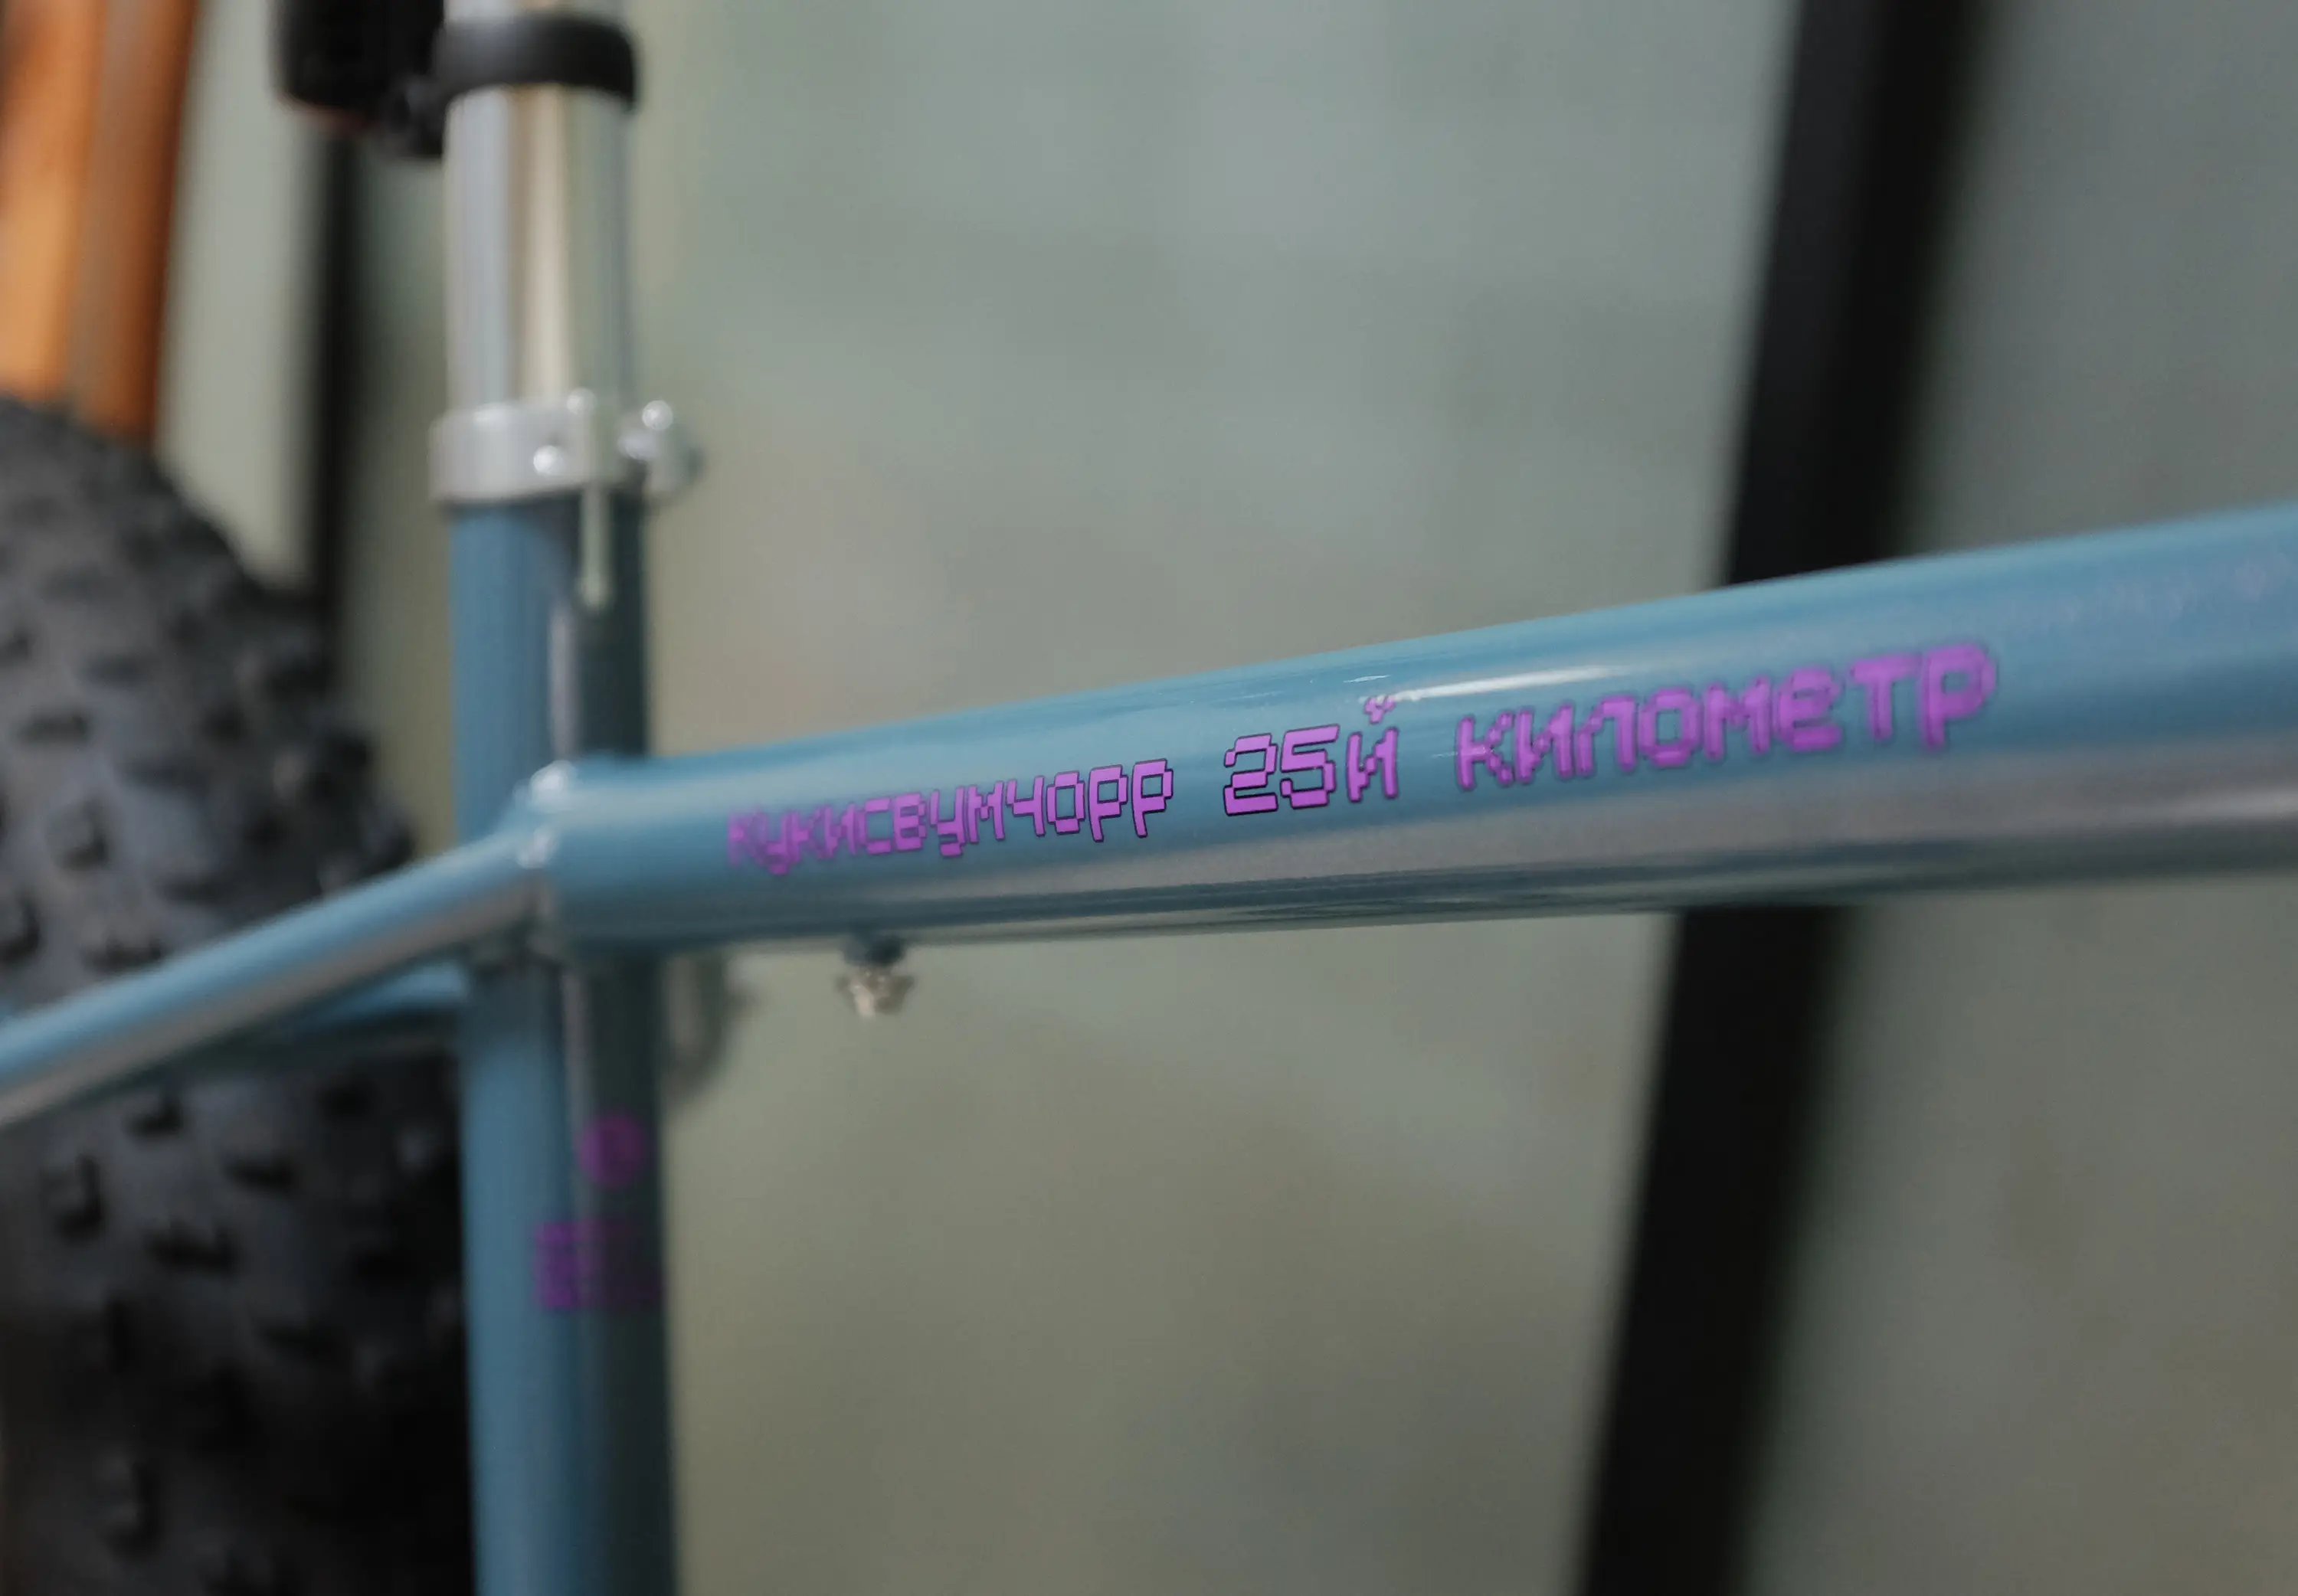 Кукисвумчорр 25й километр